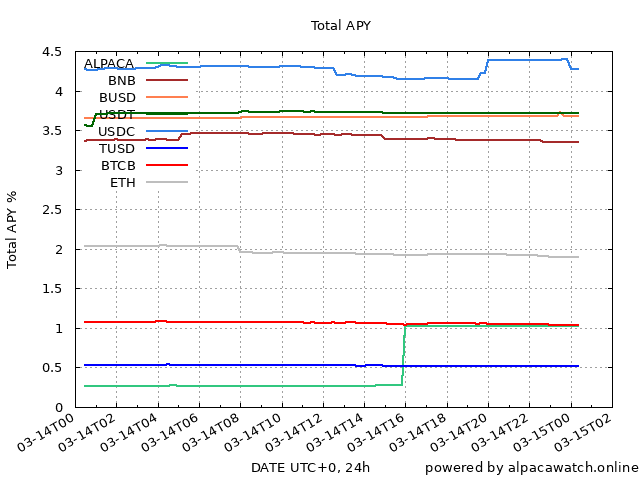 Total APY
4.5
4
3.5
3
2.5
2
1.5
1
0.5
0
Total APY %
ALPACA
BNB
BUSD
USDT
USDC
TUSD
BTCB
ETH
03-14T00
03-14T02
03-14T04
03-14T06
03-14T08
03-14T10
03-14T12
03-14T14
03-14T16
03-14T18
03-14T20
03-14T22
03-15T00
03-15T02
DATE UTC+0, 24h
powered by alpacawatch.online